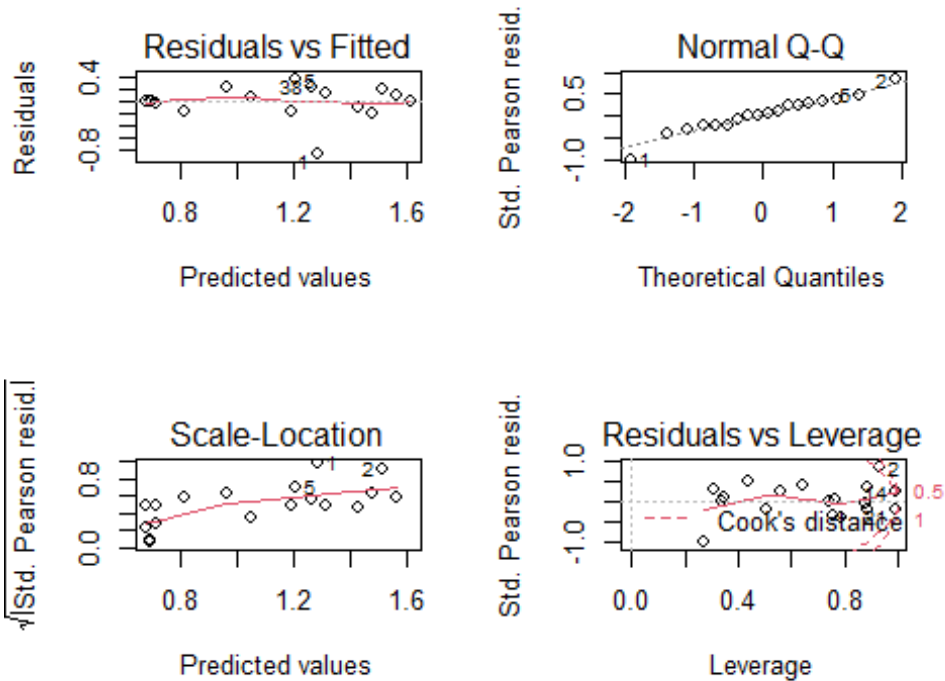 Residuals vs Fitted
Residuals
0.4
-0.8
38
5
1
0.8
1.2
1.6
Predicted values
Normal Q-Q
Std. Pearson resid.
0.5
-1.0
2
5
1
-2
-1
0
1
2
Theoretical Quantiles
Scale-Location
√|Std. Pearson resid.|
0.8
0.0
1
2
5
0.8
1.2
1.6
Predicted values
Residuals vs Leverage
Std. Pearson resid.
1.0
-1.0
2
0.5
1
Cook's distance
0.0
0.4
0.8
Leverage